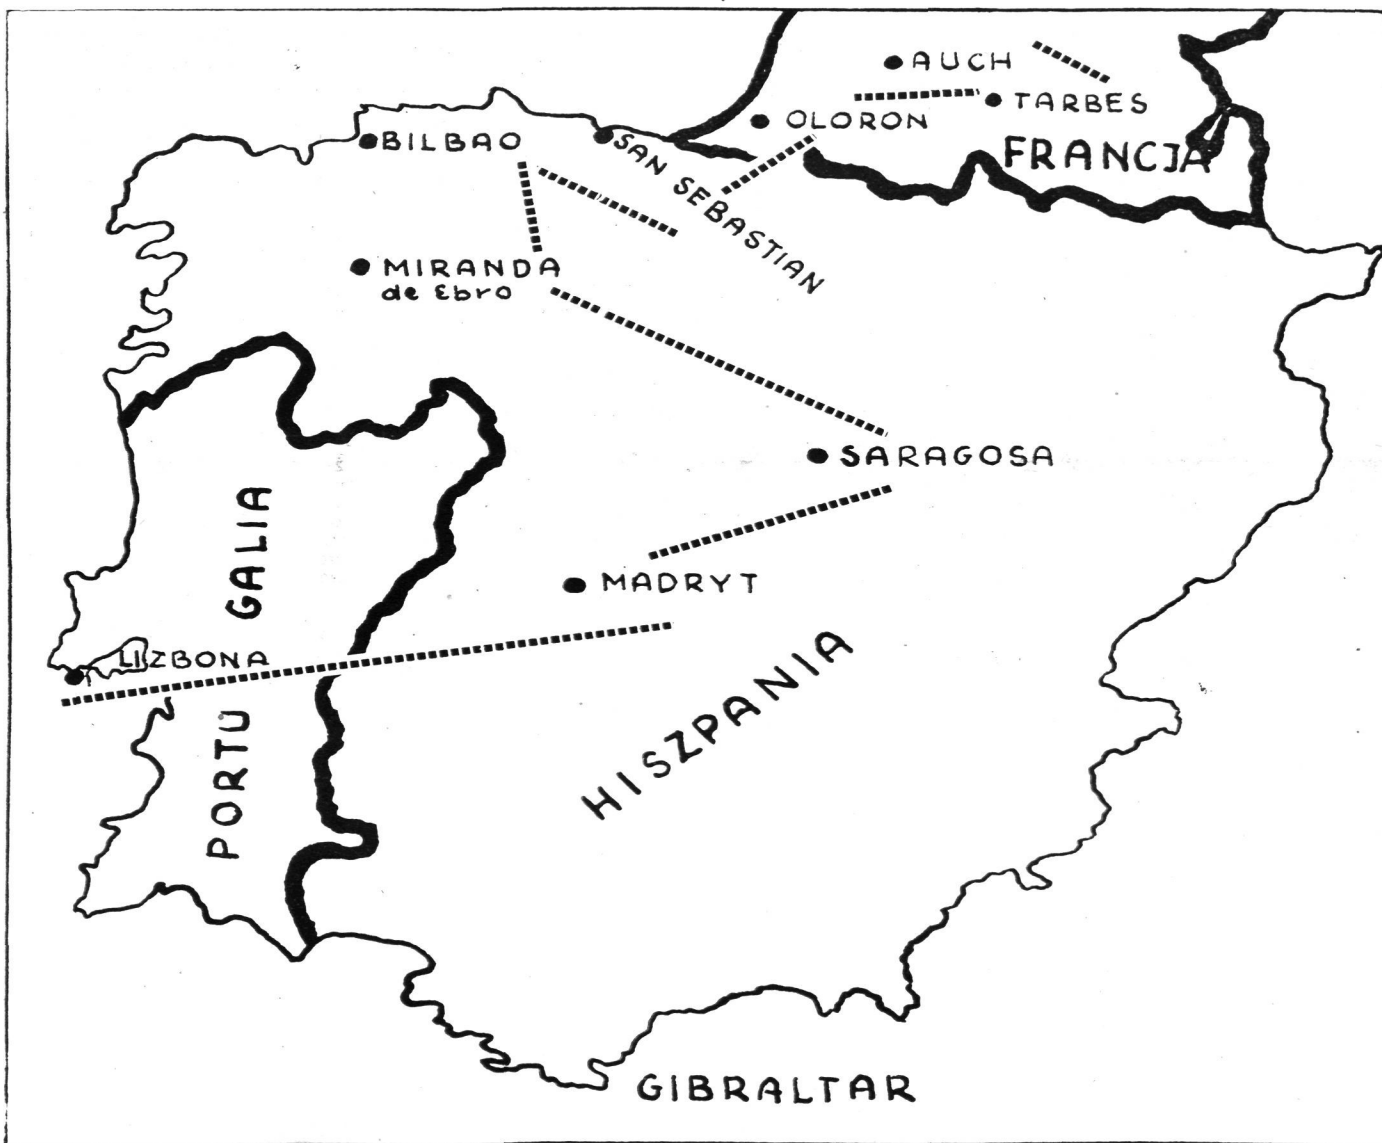 AUCH
TARBES
OLORON
FRANCJA
BILBAO
SAN SEBASTIAN
MIRANDA
de Ebro
SARAGOSA
MADRYT
LIZBONA
PORTU GALIA
HISZPANIA
GIBRALTAR